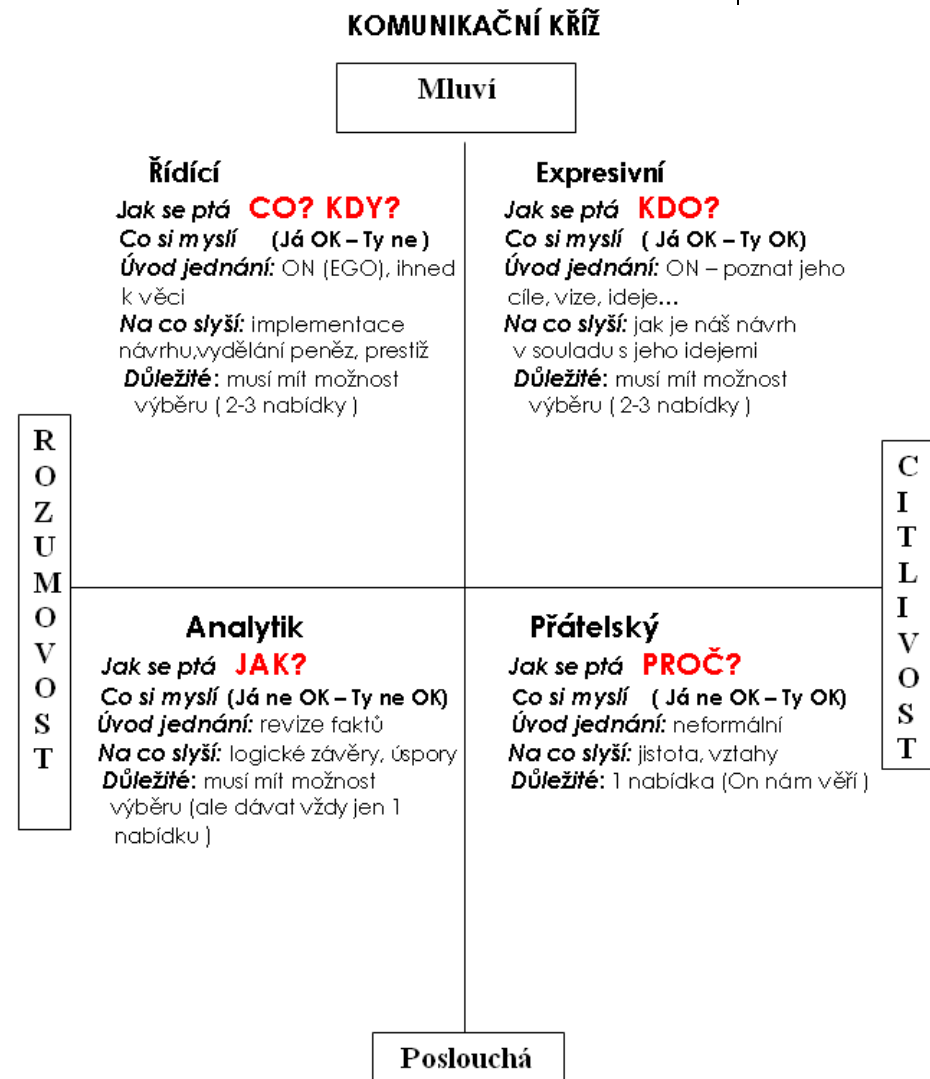 KOMUNIKAČNÍ KŘÍŽ
Mluví
Řídící
Jak se ptá CO? KDY?
Co si myslí (Já OK – Ty ne )
Úvod jednání: ON (EGO), ihned
k věci
Na co slyší: implementace
návrhu,vydělání peněz, prestiž
Důležité: musí mít možnost
výběru ( 2-3 nabídky )
Expresivní
Jak se ptá KDO?
Co si myslí ( Já OK – Ty OK)
Úvod jednání: ON – poznat jeho
cíle, vize, ideje...
Na co slyší: jak je náš návrh
v souladu s jeho idejemi
Důležité: musí mít možnost
výběru ( 2-3 nabídky )
ROZUMOVOST
CITLIVOST
Analytik
Jak se ptá JAK?
Co si myslí (Já ne OK – Ty ne OK)
Úvod jednání: revize faktů
Na co slyší: logické závěry, úspory
Důležité: musí mít možnost
výběru (ale dávat vždy jen 1
nabídku )
Přátelský
Jak se ptá PROČ?
Co si myslí ( Já ne OK – Ty OK)
Úvod jednání: neformální
Na co slyší: jistota, vztahy
Důležité: 1 nabídka (On nám věří )
Poslouchá